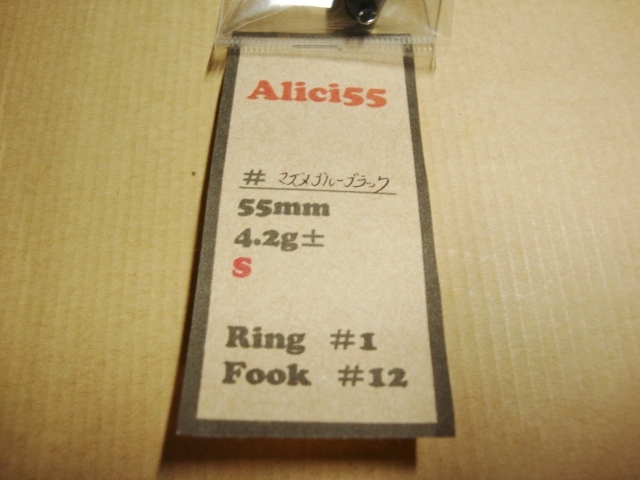 Alici55
# マズメブルーブラック
55mm
4.2g±
S
Ring #1
Fook #12